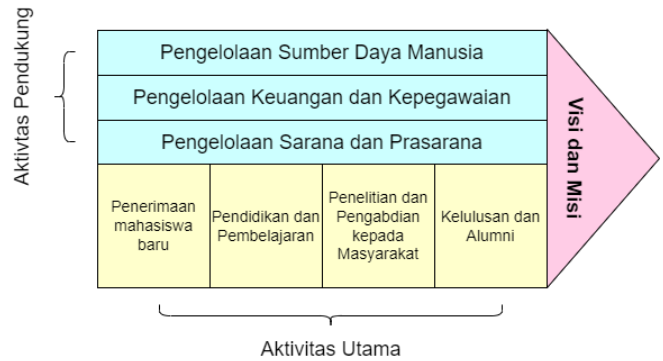 Aktivtas Pendukung
Pengelolaan Sumber Daya Manusia
Pengelolaan Keuangan dan Kepegawaian
Pengelolaan Sarana dan Prasarana
Penerimaan
mahasiswa
baru
Pendidikan dan
Pembelajaran
Penelitian dan
Pengabdian
kepada
Masyarakat
Kelulusan dan
Alumni
Visi dan Misi
Aktivitas Utama